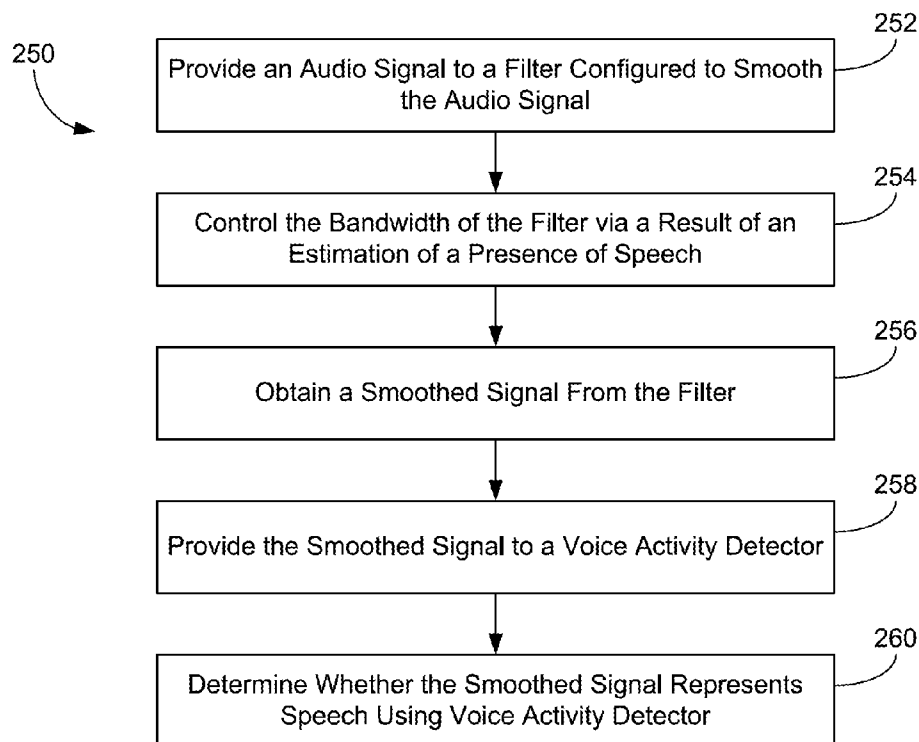 250
252
Provide an Audio Signal to a Filter Configured to Smooth
the Audio Signal
254
Control the Bandwidth of the Filter via a Result of an
Estimation of a Presence of Speech
256
Obtain a Smoothed Signal From the Filter
258
Provide the Smoothed Signal to a Voice Activity Detector
260
Determine Whether the Smoothed Signal Represents
Speech Using Voice Activity Detector